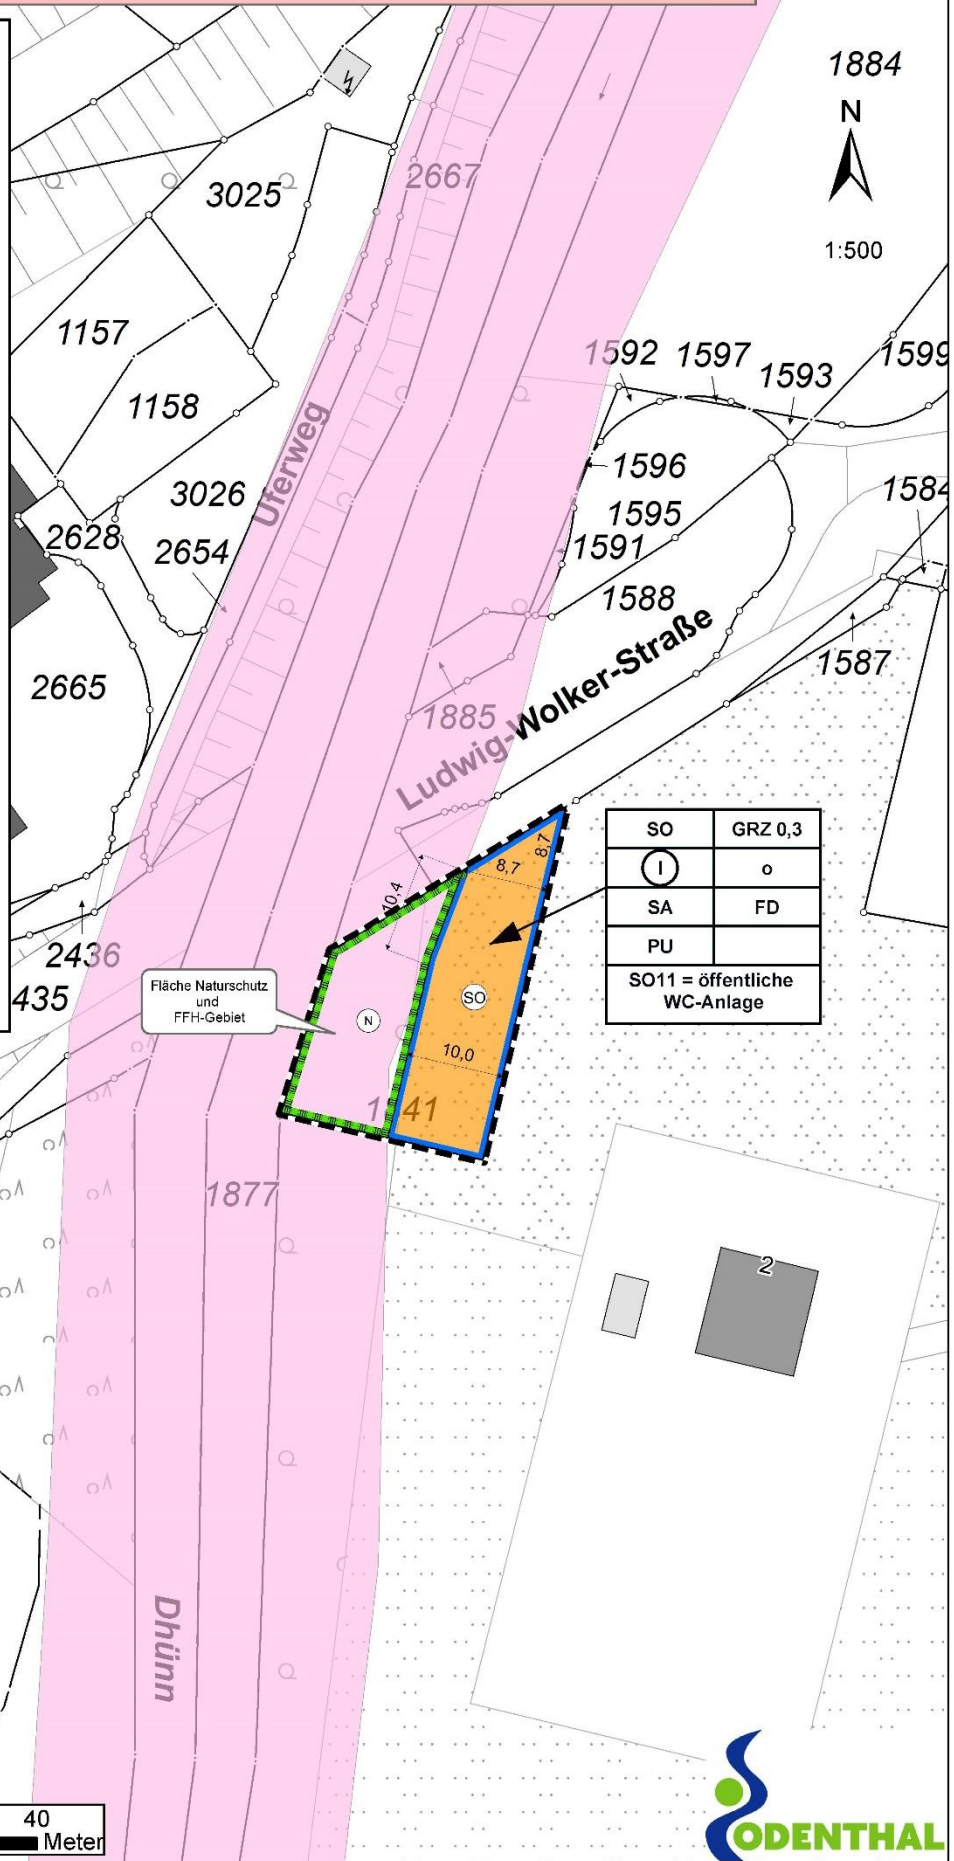 1884
N
1:500
2667
3025
1157
1158
1592
1597
1593
1599
Uferweg
3026
1596
1595
1584
2628
2654
1591
1588
1587
2665
1885
Ludwig-Wolker-Straße
8,7
8,7
10,4
SO GRZ 0,3
I o
SA FD
PU
SO11 = öffentliche
WC-Anlage
2436
435
Fläche Naturschutz
und
FFH-Gebiet
N
SO
10,0
41
1877
2
Dhünn
40
Meter
ODENTHAL